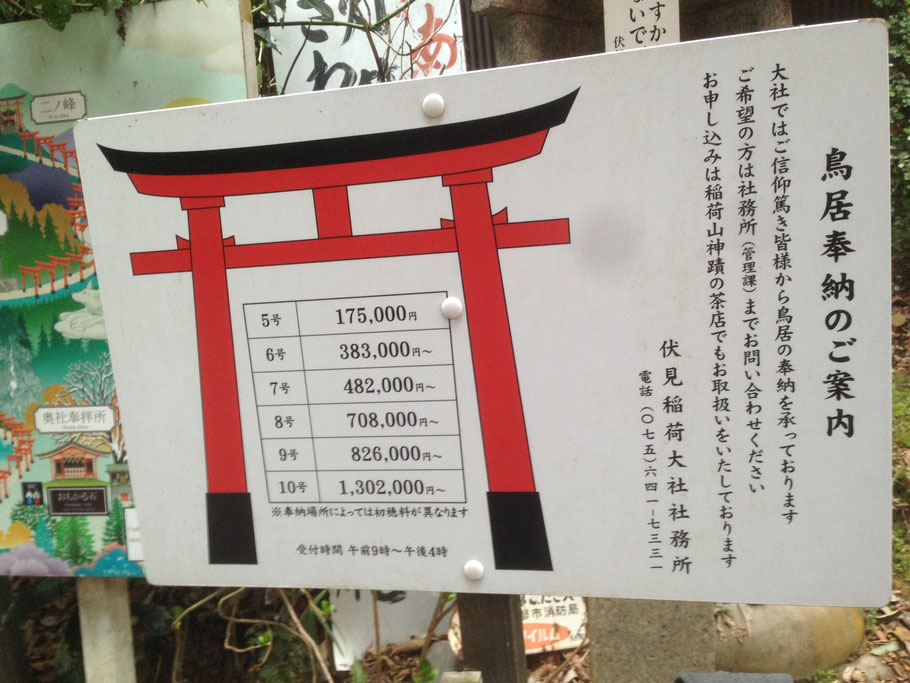 鳥居奉納のご案内
大社ではご信仰篤き皆様から鳥居の奉納を承っております
ご希望の方は社務所(管理課)までお問い合わせください
お申し込みは稲荷山神蹟の茶店でもお取扱いをいたしております
伏見稲荷大社社務所
電話(〇七五)六四一-七三三一
5号 175,000円
6号 383,000円~
7号 482,000円~
8号 708,000円~
9号 826,000円~
10号 1,302,000円~
※奉納場所によっては初穂料が異なります
受付時間 午前9時~午後4時
二ノ峰
奥社奉拝所
おもかる石
市消防局